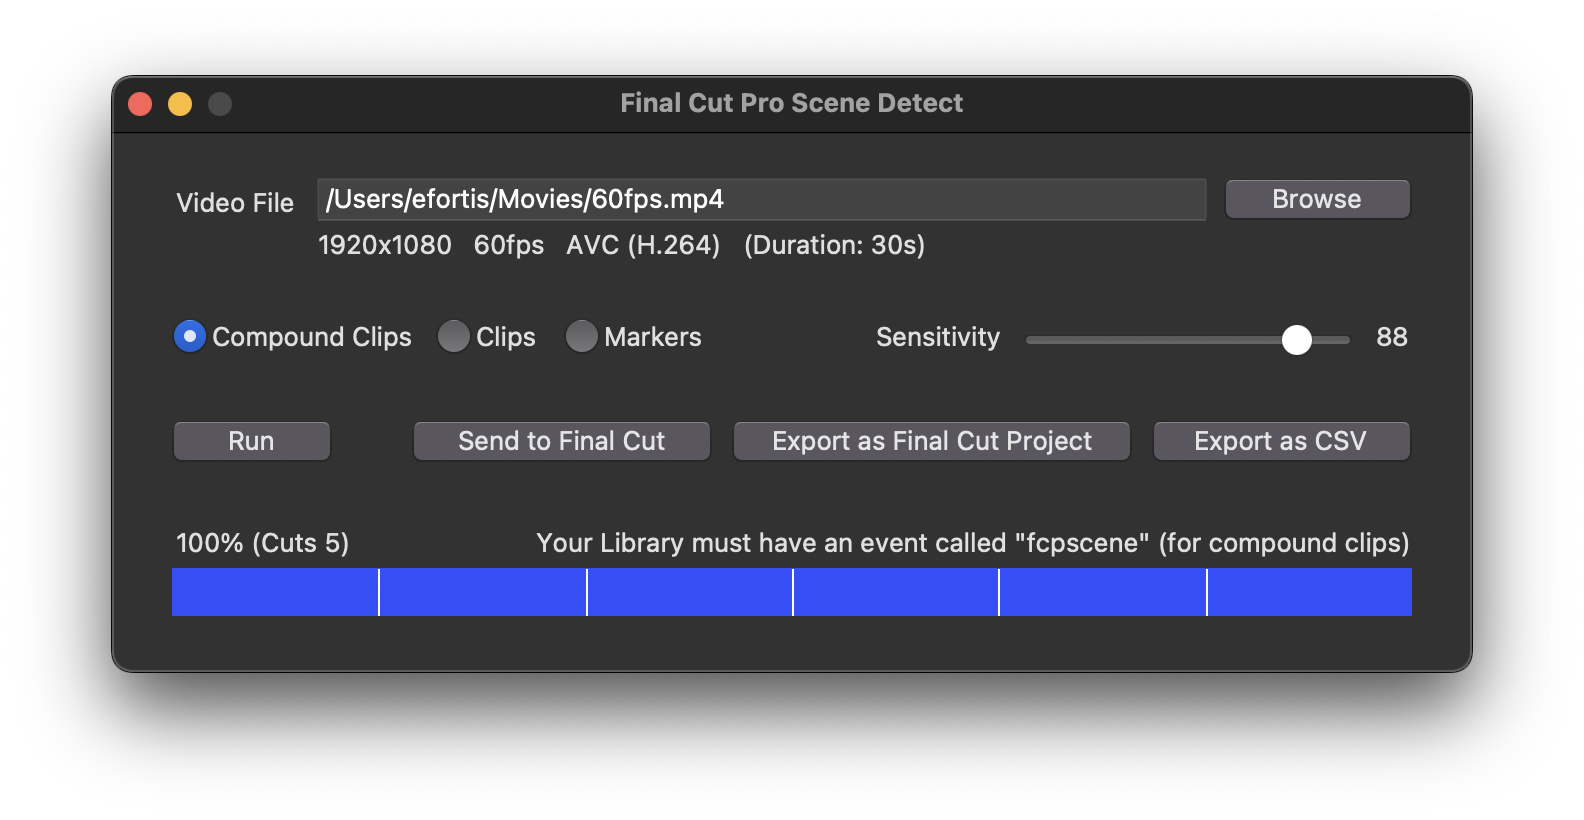 Final Cut Pro Scene Detect
Video File /Users/efortis/Movies/60fps.mp4 Browse
1920x1080 60fps AVC (H.264) (Duration: 30s)
Compound Clips Clips Markers Sensitivity 88
Run Send to Final Cut Export as Final Cut Project Export as CSV
100% (Cuts 5) Your Library must have an event called "fcpscene" (for compound clips)